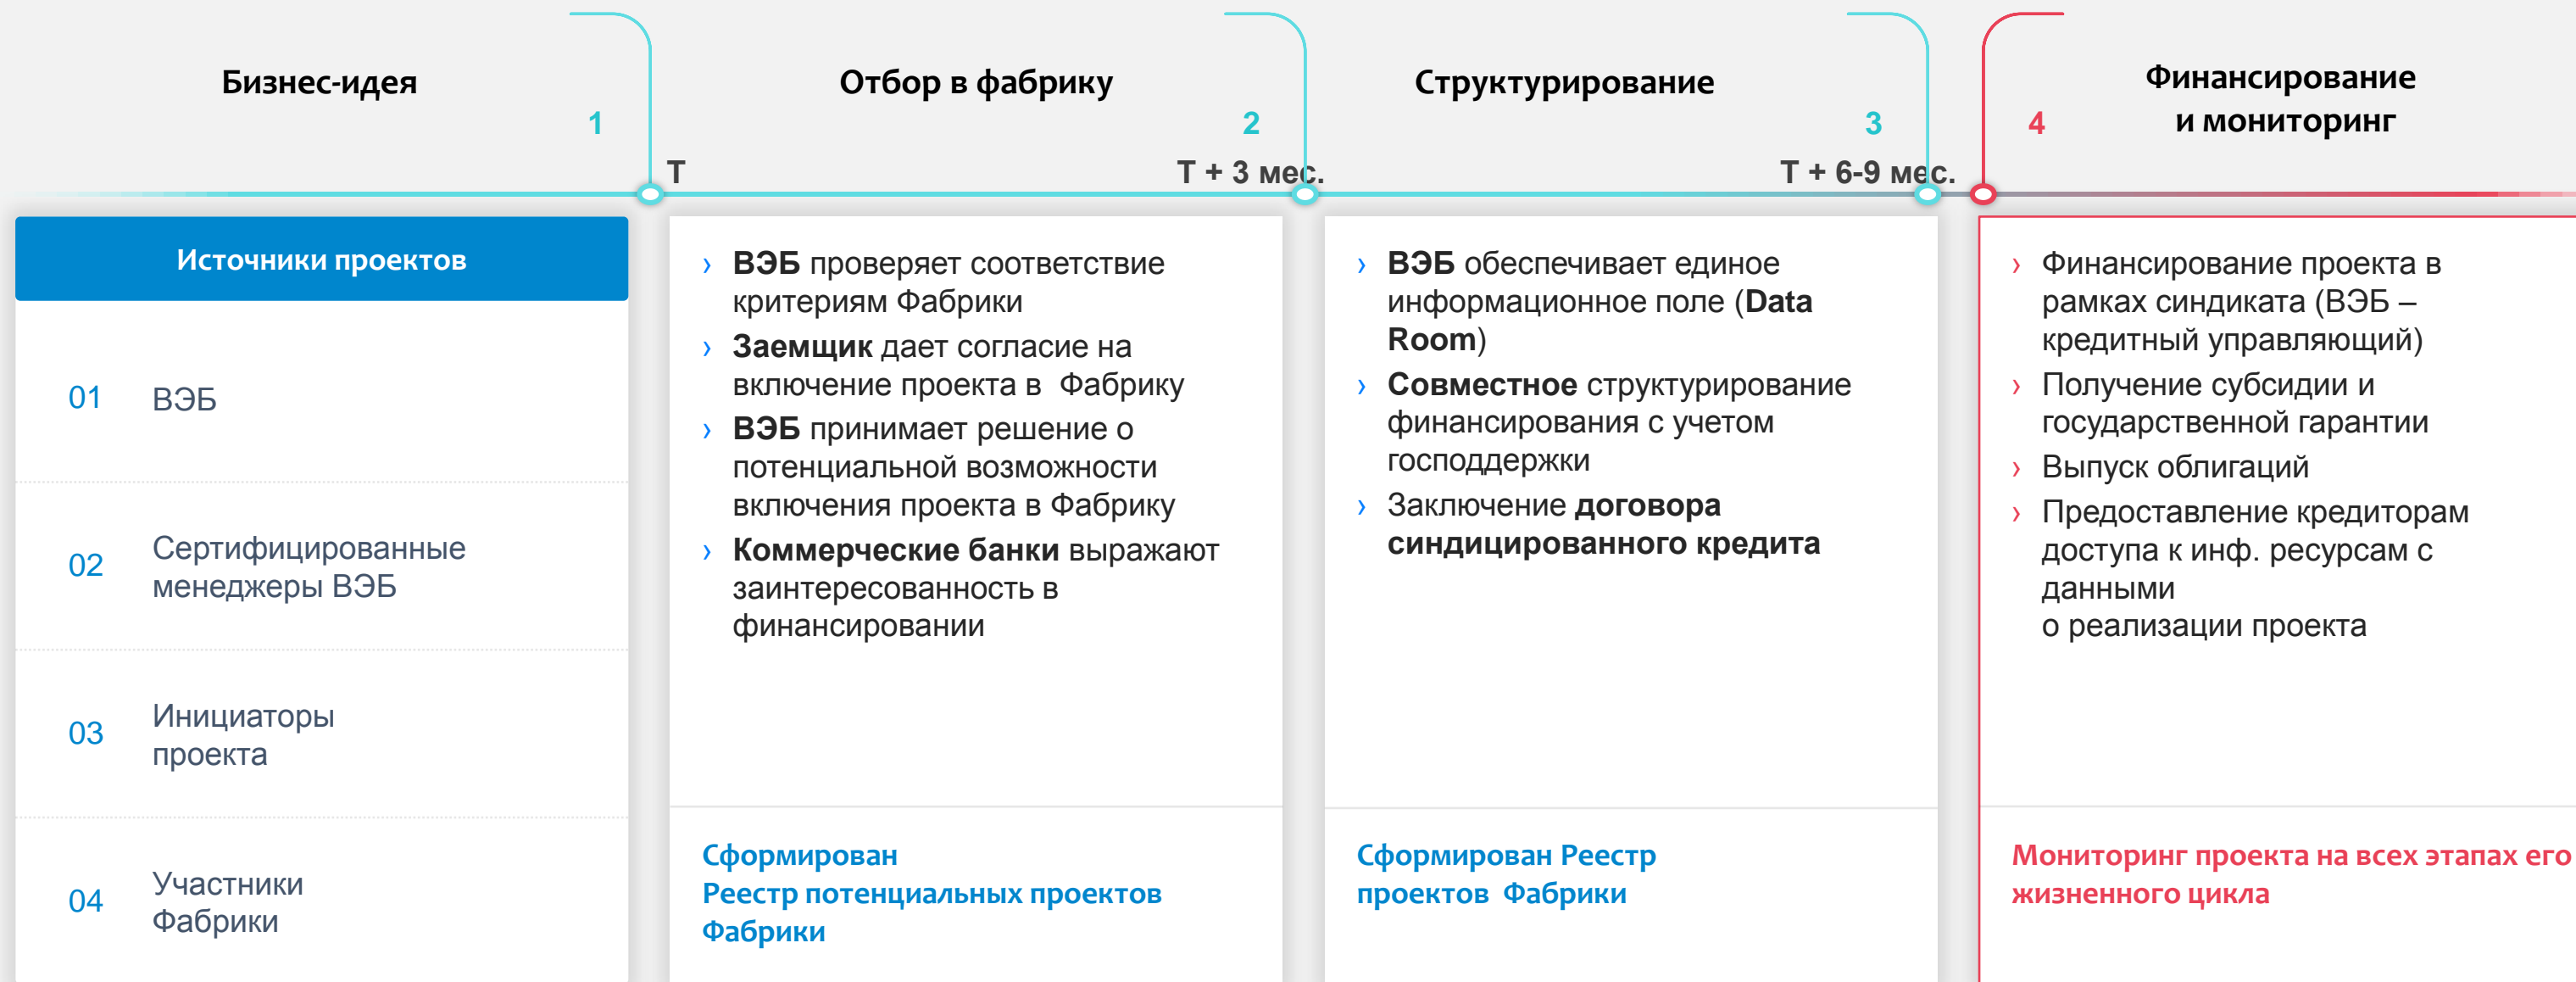 Бизнес-идея
1
Отбор в фабрику
2
Структурирование
3
4
Финансирование
и мониторинг
Т
Т + 3 мес.
Т + 6-9 мес.
Источники проектов
01
ВЭБ
02
Сертифицированные
менеджеры ВЭБ
03
Инициаторы
проекта
04
Участники
Фабрики
› ВЭБ проверяет соответствие
критериям Фабрики
› Заемщик дает согласие на
включение проекта в Фабрику
› ВЭБ принимает решение о
потенциальной возможности
включения проекта в Фабрику
› Коммерческие банки выражают
заинтересованность в
финансировании
Сформирован
Реестр потенциальных проектов
Фабрики
› ВЭБ обеспечивает единое
информационное поле (Data
Room)
› Совместное структурирование
финансирования с учетом
господдержки
› Заключение договора
синдицированного кредита
Сформирован Реестр
проектов Фабрики
› Финансирование проекта в
рамках синдиката (ВЭБ –
кредитный управляющий)
› Получение субсидии и
государственной гарантии
› Выпуск облигаций
› Предоставление кредиторам
доступа к инф. ресурсам с
данными
о реализации проекта
Мониторинг проекта на всех этапах его
жизненного цикла